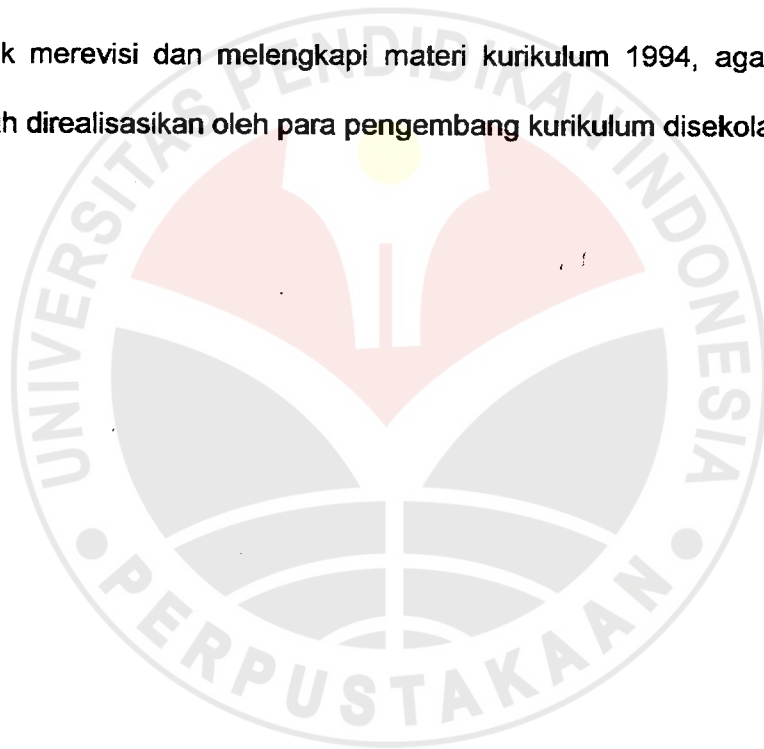 k merevisi dan melengkapi materi kurikulum 1994, aga
h direalisasikan oleh para pengembang kurikulum disekola
UNIVERSITAS PENDIDIKAN INDONESIA
PERPUSTAKAAN